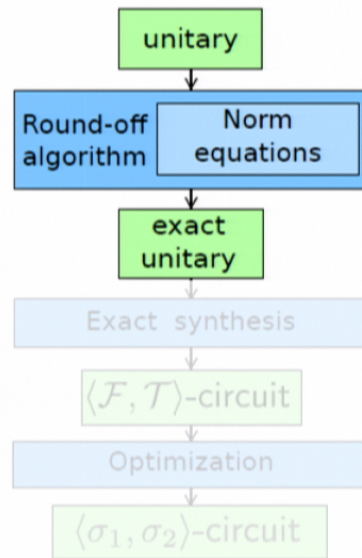 unitary
Round-off
algorithm
Norm
equations
exact
unitary
Exact synthesis
⟨ℱ, 𝒯⟩-circuit
Optimization
⟨σ₁, σ₂⟩-circuit